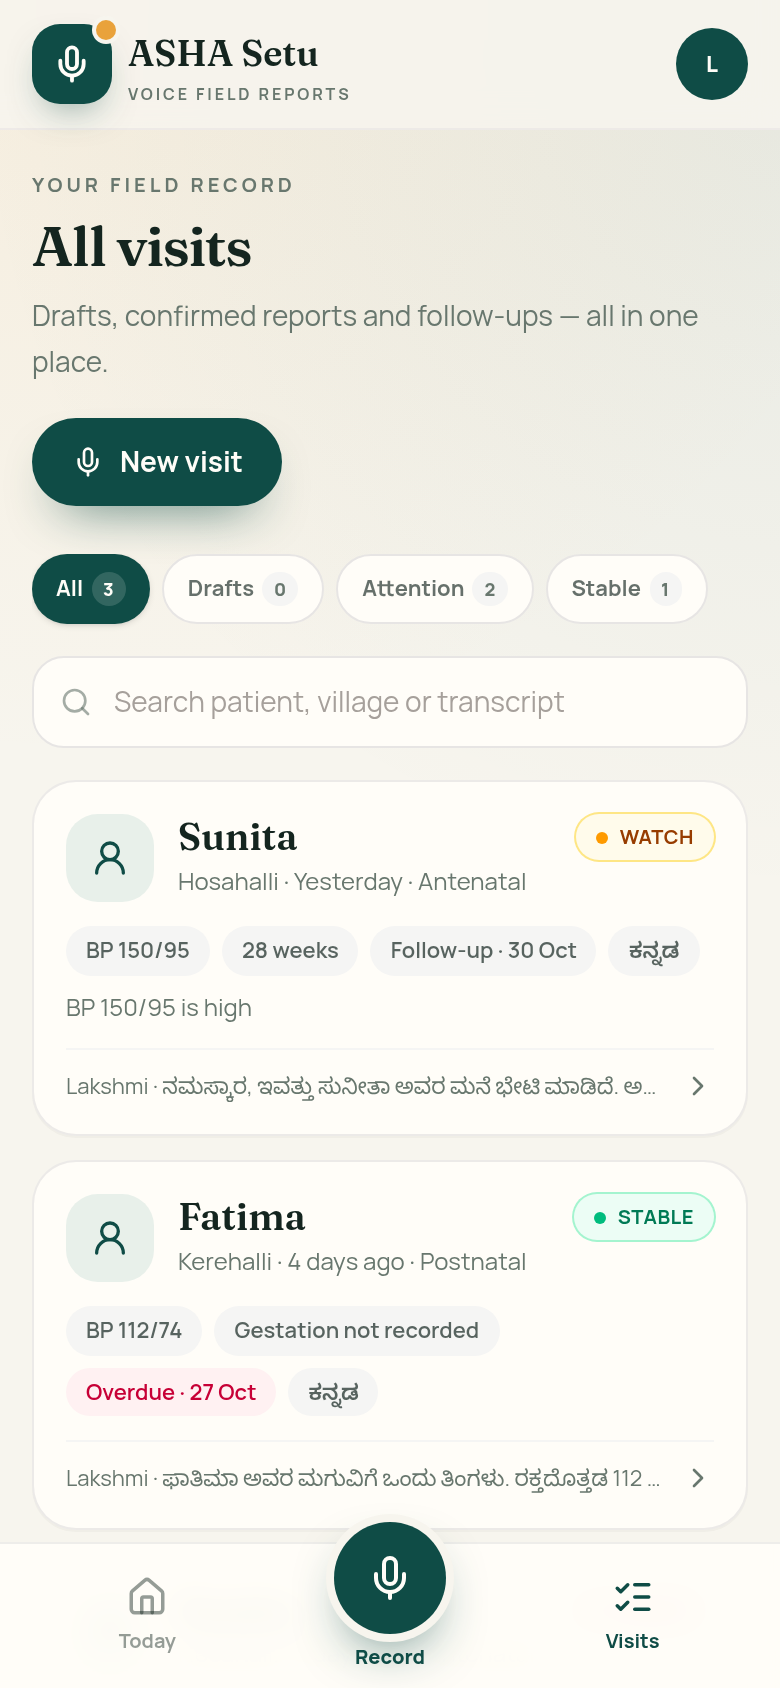 ASHA Setu
VOICE FIELD REPORTS
L
YOUR FIELD RECORD
All visits
Drafts, confirmed reports and follow-ups — all in one
place.
New visit
All 3 Drafts 0 Attention 2 Stable 1
Search patient, village or transcript
Sunita
WATCH
Hosahalli · Yesterday · Antenatal
BP 150/95 28 weeks Follow-up · 30 Oct ಕನ್ನಡ
BP 150/95 is high
Lakshmi · ನಮಸ್ಕಾರ, ಇವತ್ತು ಸುನೀತಾ ಅವರ ಮನೆ ಭೇಟಿ ಮಾಡಿದೆ. ಅ...
Fatima
STABLE
Kerehalli · 4 days ago · Postnatal
BP 112/74 Gestation not recorded
Overdue · 27 Oct ಕನ್ನಡ
Lakshmi · ಫಾತಿಮಾ ಅವರ ಮಗುವಿಗೆ ಒಂದು ತಿಂಗಳು. ರಕ್ತದೊತ್ತಡ 112 ...
Today
Record
Visits